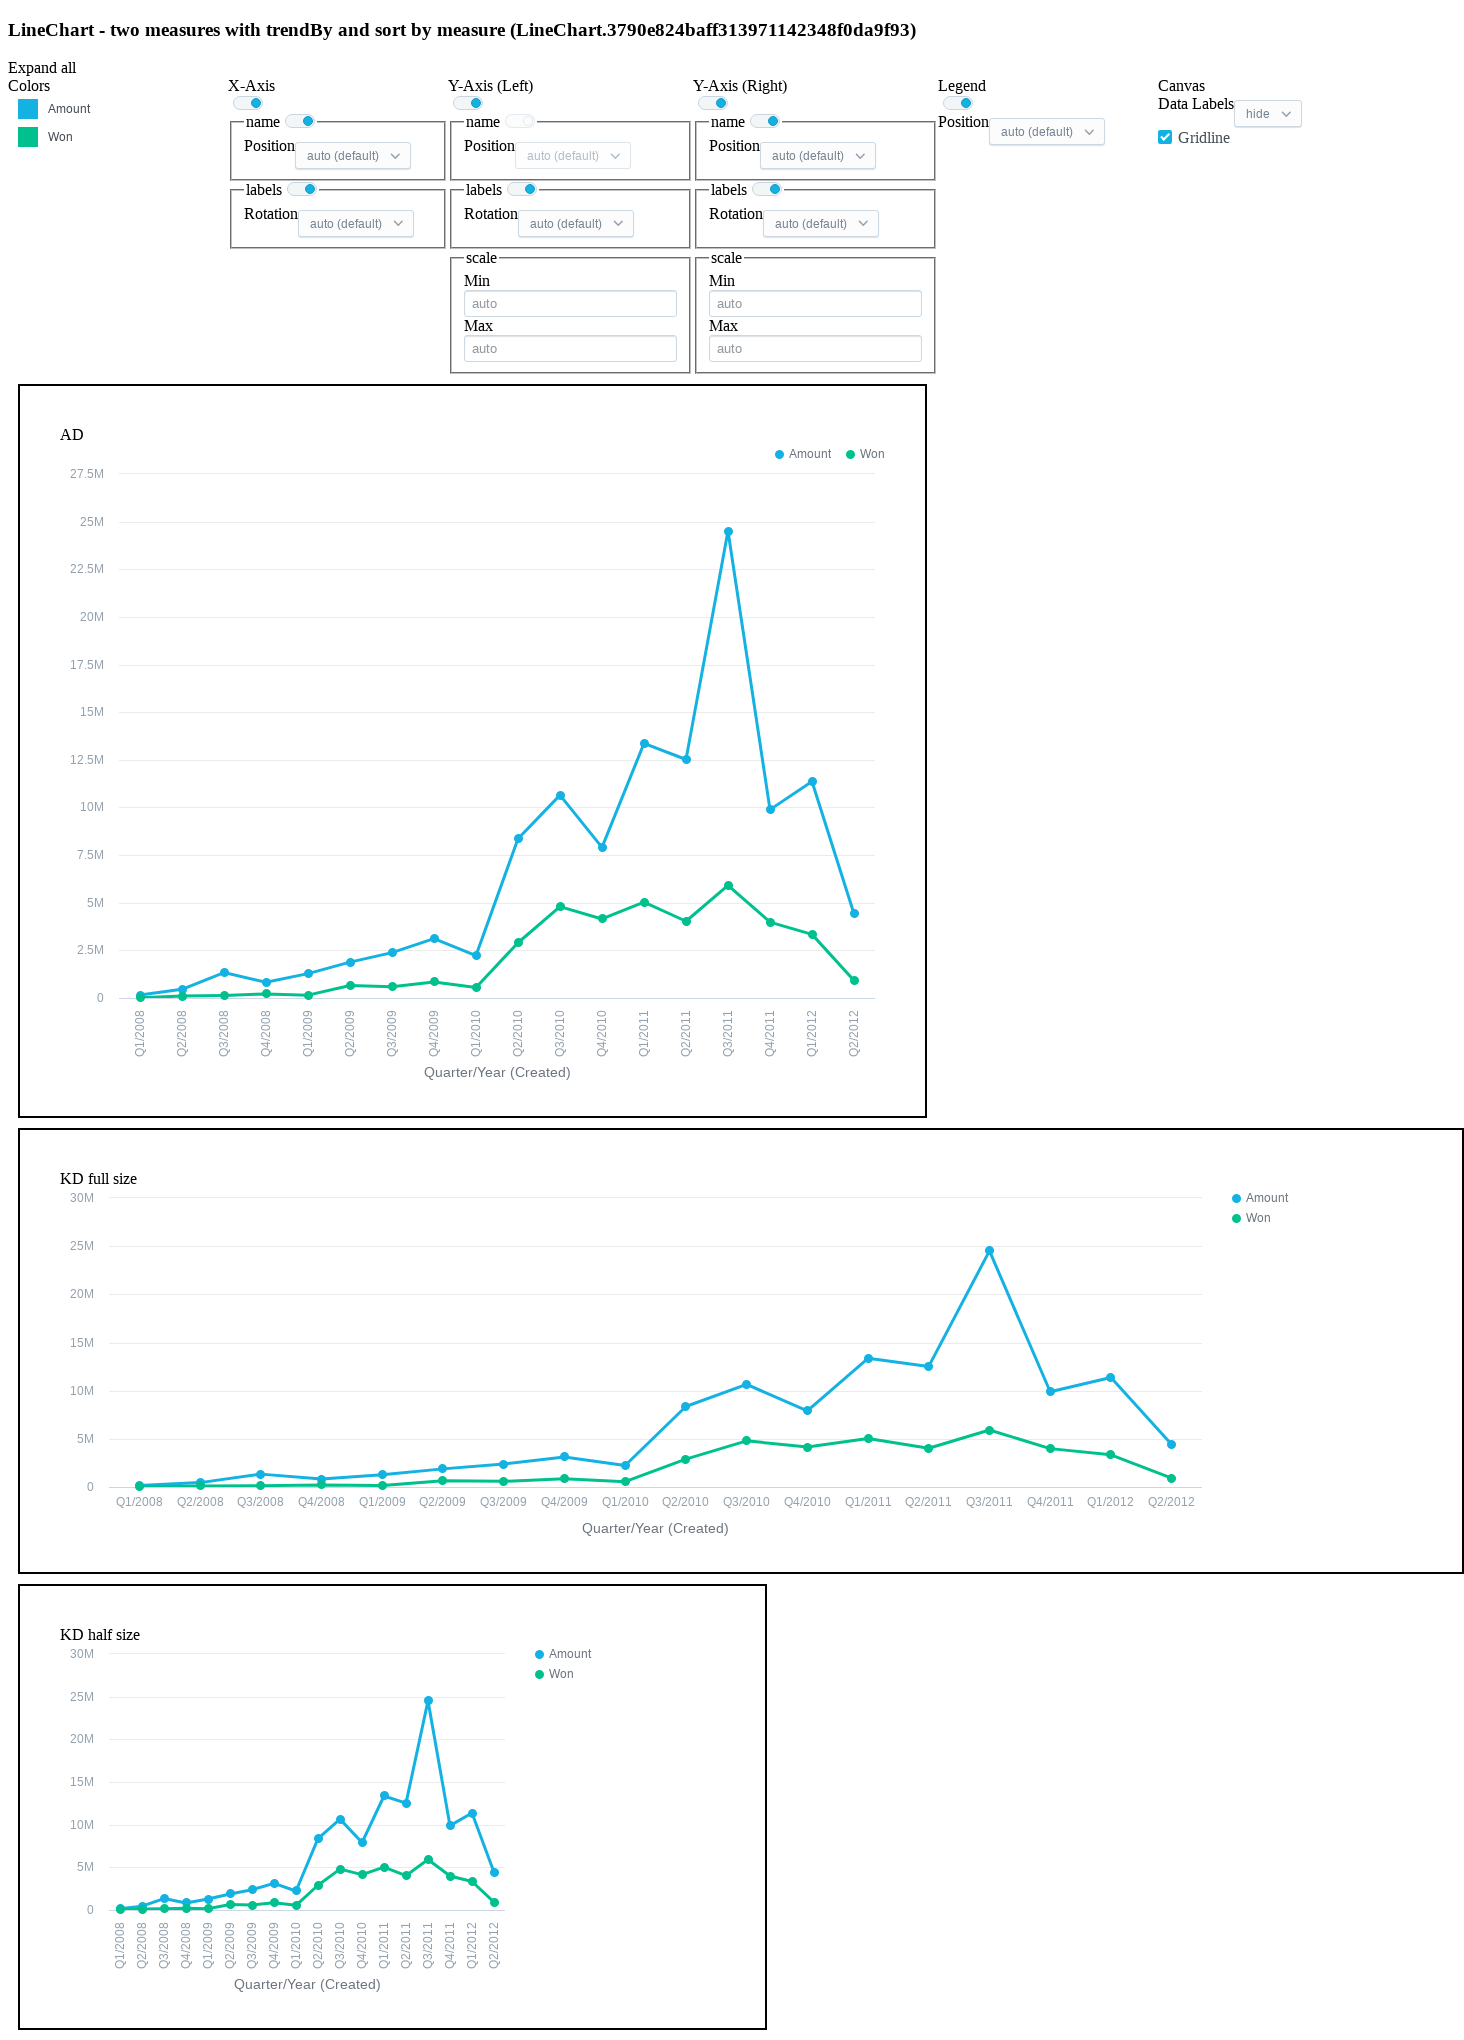 LineChart - two measures with trendBy and sort by measure (LineChart.3790e824baff313971142348f0da9f93)
Expand all
Colors
Amount
Won
X-Axis
name
Position auto (default)
labels
Rotation auto (default)
Y-Axis (Left)
name
Position auto (default)
labels
Rotation auto (default)
scale
Min
auto
Max
auto
Y-Axis (Right)
name
Position auto (default)
labels
Rotation auto (default)
scale
Min
auto
Max
auto
Legend
Position auto (default)
Canvas
Data Labels hide
Gridline
AD
Amount Won
27.5M
25M
22.5M
20M
17.5M
15M
12.5M
10M
7.5M
5M
2.5M
0
Q1/2008 Q2/2008 Q3/2008 Q4/2008 Q1/2009 Q2/2009 Q3/2009 Q4/2009 Q1/2010 Q2/2010 Q3/2010 Q4/2010 Q1/2011 Q2/2011 Q3/2011 Q4/2011 Q1/2012 Q2/2012
Quarter/Year (Created)
KD full size
Amount
Won
30M
25M
20M
15M
10M
5M
0
Q1/2008 Q2/2008 Q3/2008 Q4/2008 Q1/2009 Q2/2009 Q3/2009 Q4/2009 Q1/2010 Q2/2010 Q3/2010 Q4/2010 Q1/2011 Q2/2011 Q3/2011 Q4/2011 Q1/2012 Q2/2012
Quarter/Year (Created)
KD half size
Amount
Won
30M
25M
20M
15M
10M
5M
0
Q1/2008 Q2/2008 Q3/2008 Q4/2008 Q1/2009 Q2/2009 Q3/2009 Q4/2009 Q1/2010 Q2/2010 Q3/2010 Q4/2010 Q1/2011 Q2/2011 Q3/2011 Q4/2011 Q1/2012 Q2/2012
Quarter/Year (Created)